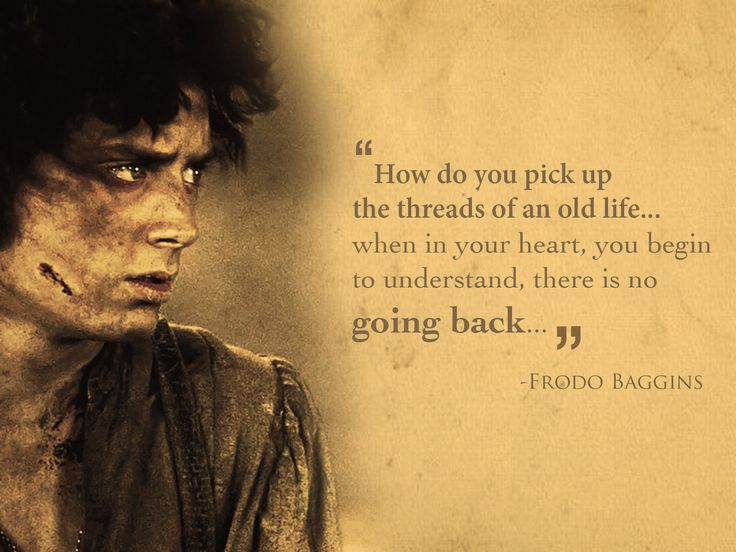 “How do you pick up
the threads of an old life...
when in your heart, you begin
to understand, there is no
going back...”
-Frodo Baggins